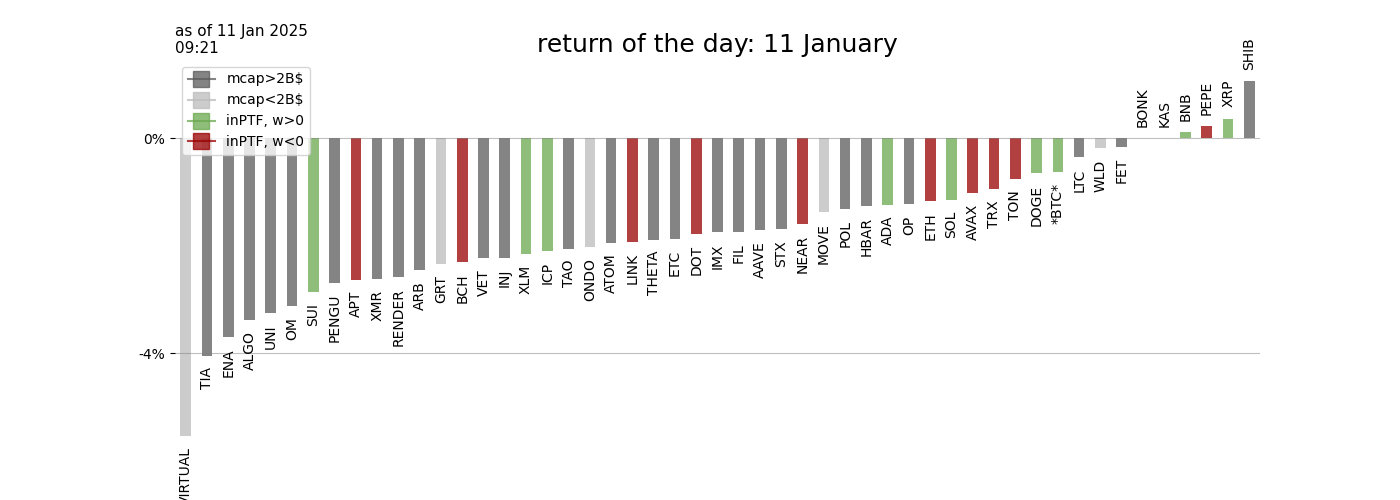 as of 11 Jan 2025
09:21
return of the day: 11 January
mcap>2B$
mcap<2B$
inPTF, w>0
inPTF, w<0
0%
-4%
VIRTUAL
TIA
ENA
ALGO
UNI
OM
SUI
PENGU
APT
XMR
RENDER
ARB
GRT
BCH
VET
INJ
XLM
ICP
TAO
ONDO
ATOM
LINK
THETA
ETC
DOT
IMX
FIL
AAVE
STX
NEAR
MOVE
POL
HBAR
ADA
OP
ETH
SOL
AVAX
TRX
TON
DOGE
*BTC*
LTC
WLD
FET
BONK
KAS
BNB
PEPE
XRP
SHIB